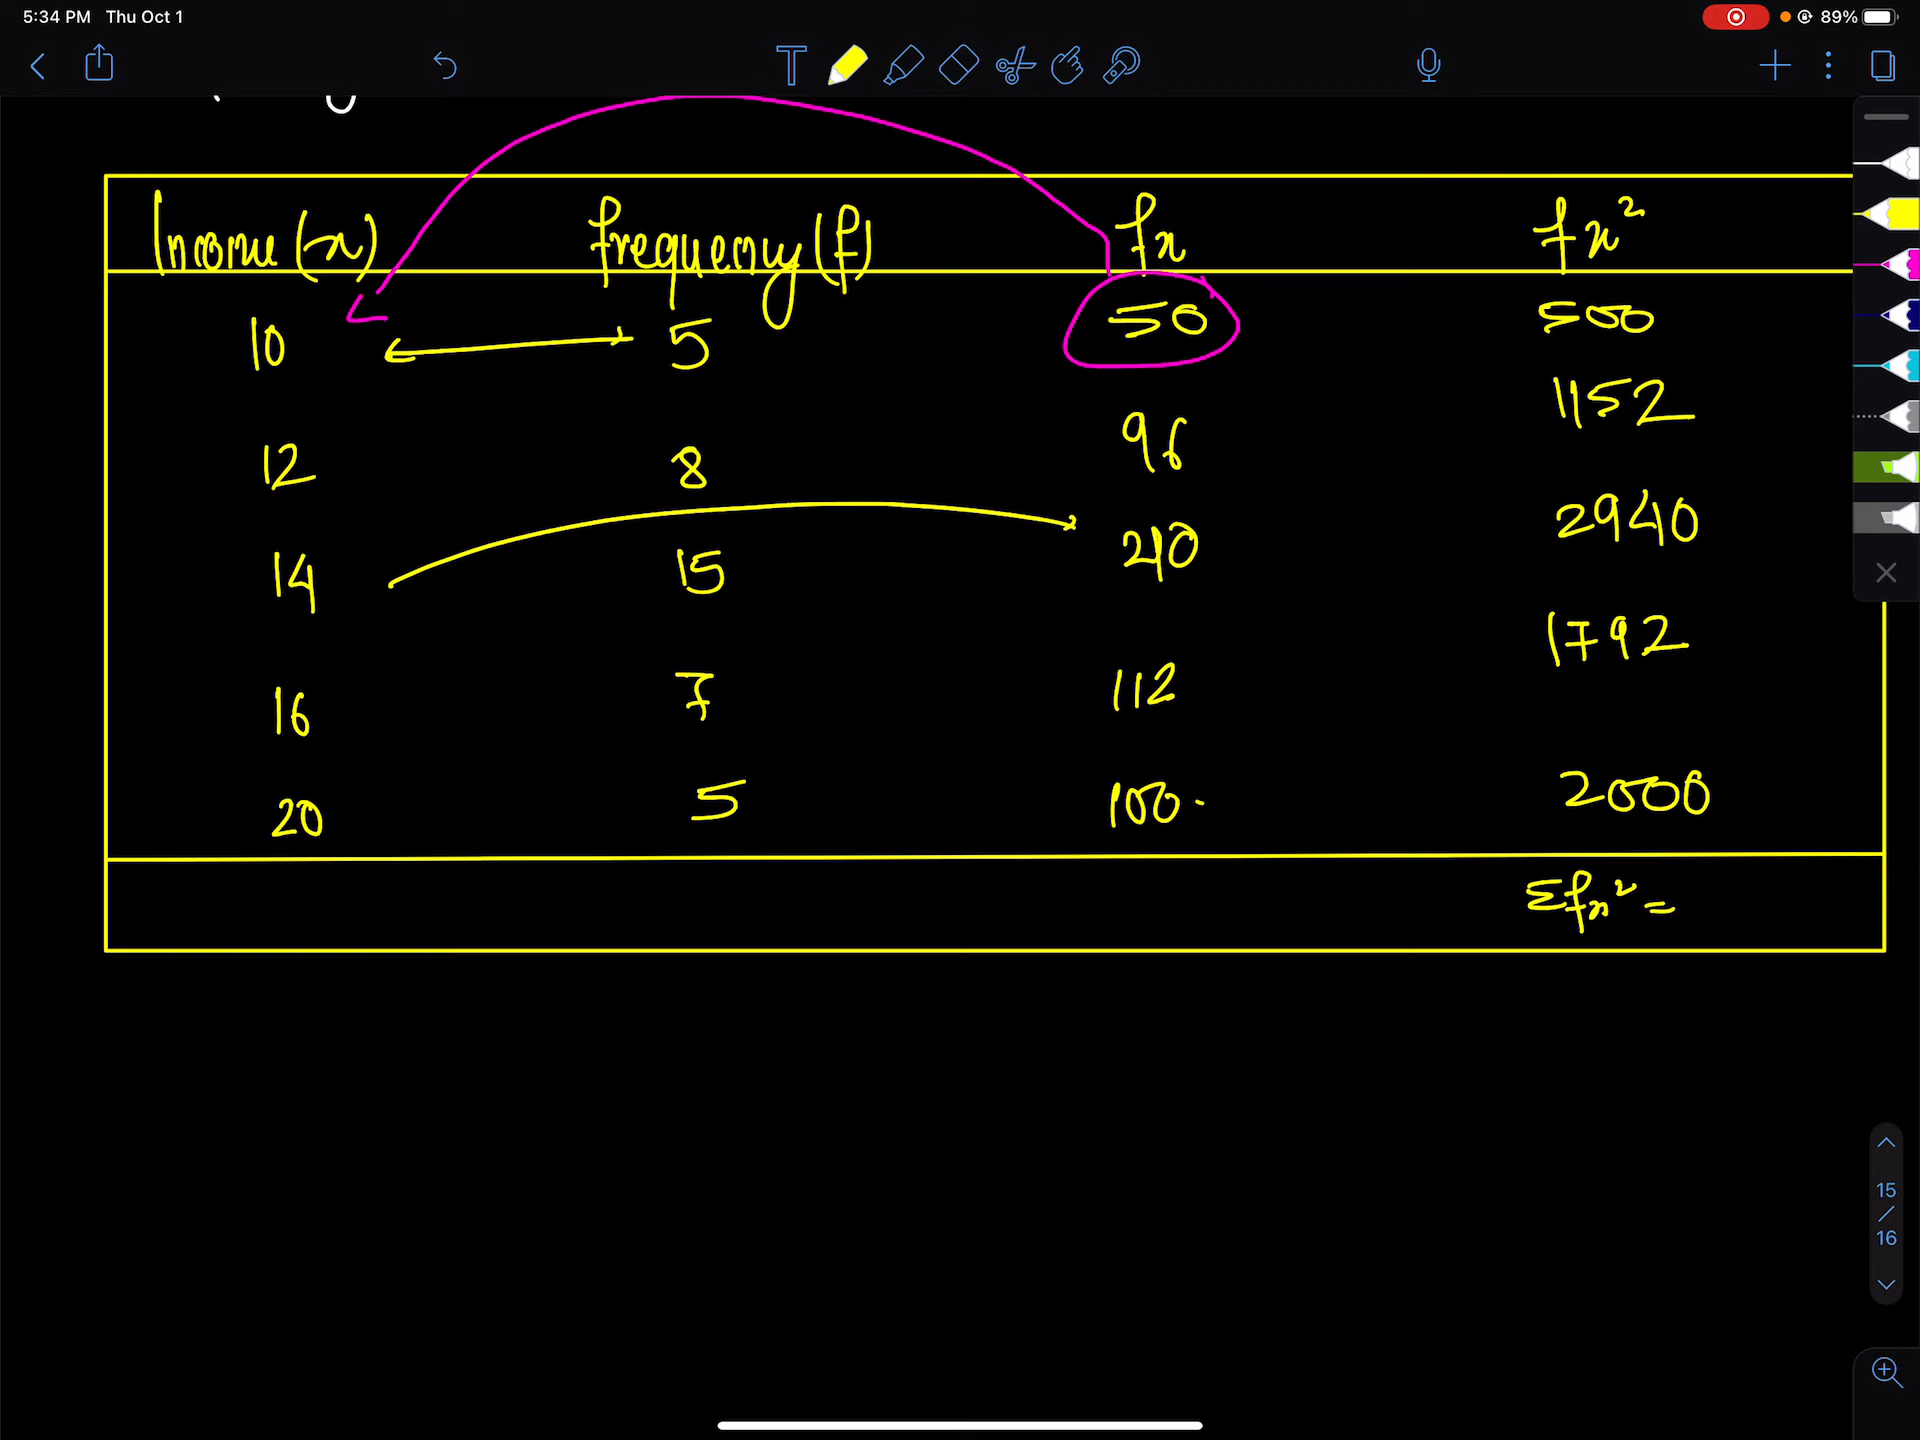 5:34 PM Thu Oct 1
89%
Income (x) frequency (f) fx fx²
10 5 50 500
12 8 96 1152
14 15 210 2940
16 7 112 1792
20 5 100 2000
Σfx² =
15
/
16